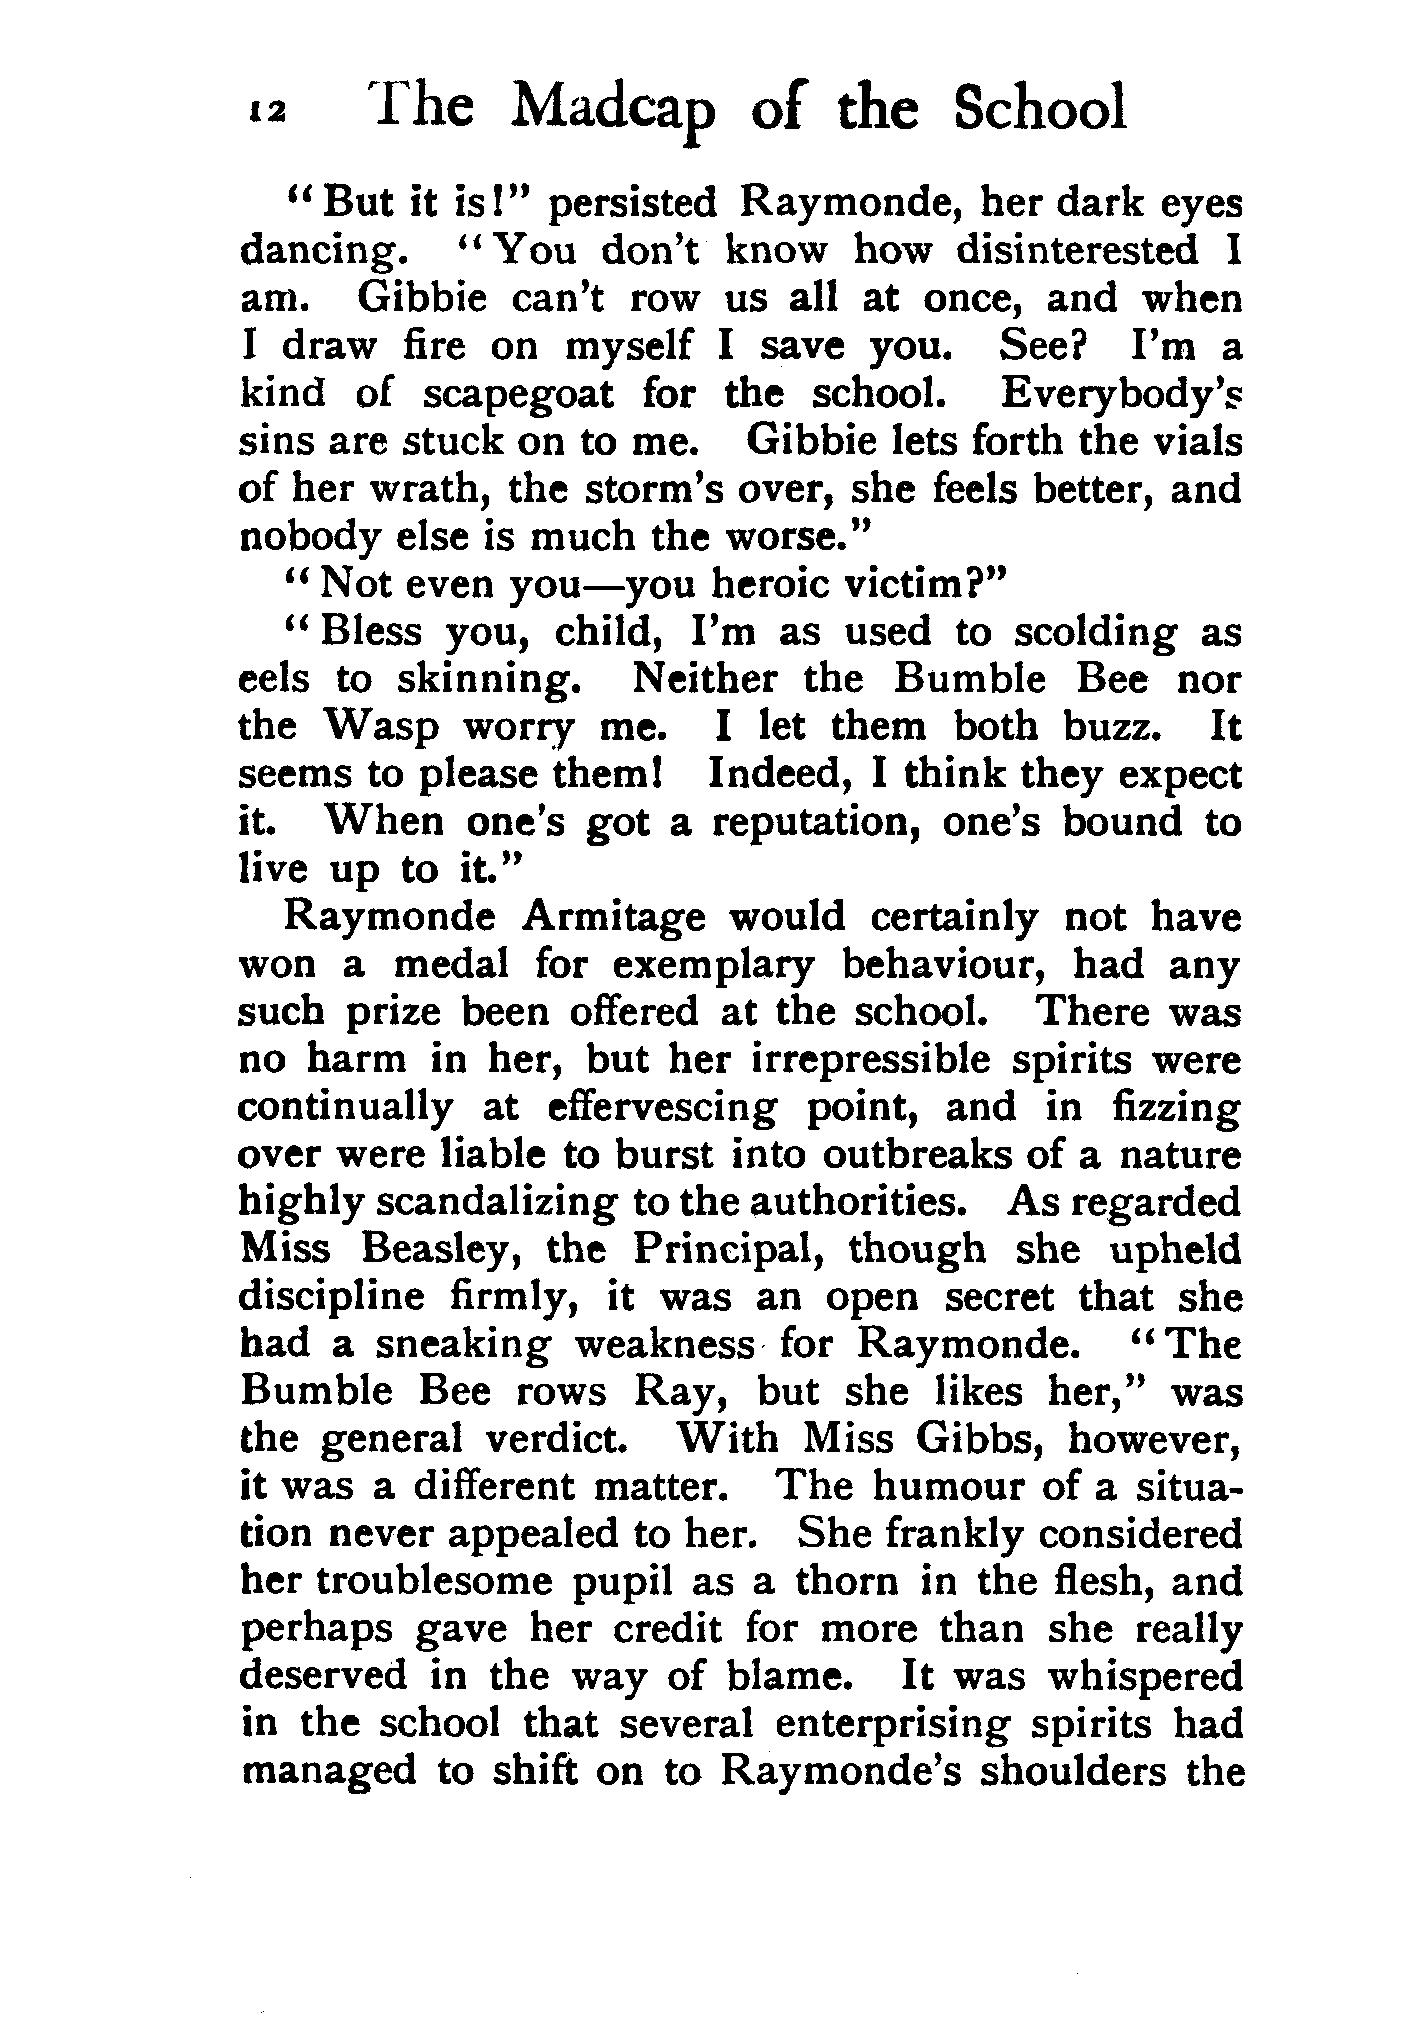 12 The Madcap of the School
"But it is!" persisted Raymonde, her dark eyes
dancing. "You don't know how disinterested I
am. Gibbie can't row us all at once, and when
I draw fire on myself I save you. See? I'm a
kind of scapegoat for the school. Everybody's
sins are stuck on to me. Gibbie lets forth the vials
of her wrath, the storm's over, she feels better, and
nobody else is much the worse."
"Not even you—you heroic victim?"
"Bless you, child, I'm as used to scolding as
eels to skinning. Neither the Bumble Bee nor
the Wasp worry me. I let them both buzz. It
seems to please them! Indeed, I think they expect
it. When one's got a reputation, one's bound to
live up to it."
Raymonde Armitage would certainly not have
won a medal for exemplary behaviour, had any
such prize been offered at the school. There was
no harm in her, but her irrepressible spirits were
continually at effervescing point, and in fizzing
over were liable to burst into outbreaks of a nature
highly scandalizing to the authorities. As regarded
Miss Beasley, the Principal, though she upheld
discipline firmly, it was an open secret that she
had a sneaking weakness for Raymonde. "The
Bumble Bee rows Ray, but she likes her," was
the general verdict. With Miss Gibbs, however,
it was a different matter. The humour of a situa-
tion never appealed to her. She frankly considered
her troublesome pupil as a thorn in the flesh, and
perhaps gave her credit for more than she really
deserved in the way of blame. It was whispered
in the school that several enterprising spirits had
managed to shift on to Raymonde's shoulders the